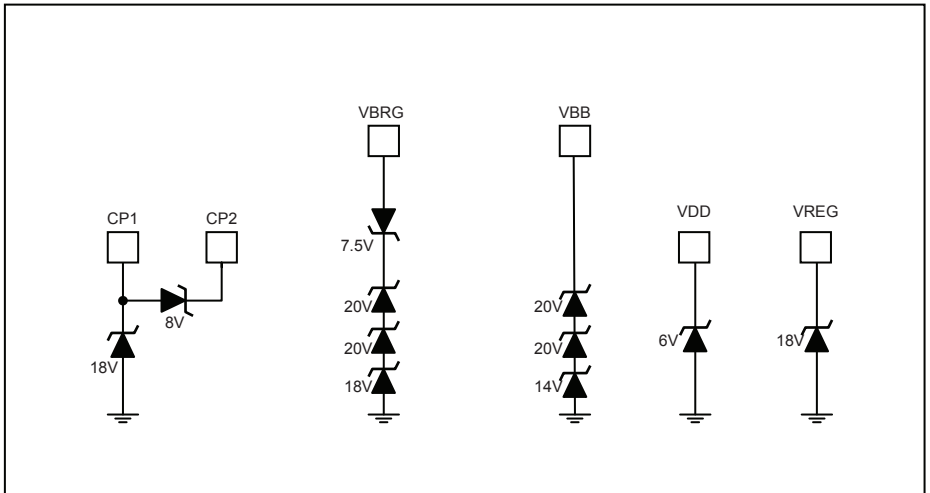 VBRG
VBB
CP1
CP2
VDD
VREG
7.5V
8V
18V
20V
20V
18V
20V
20V
14V
6V
18V